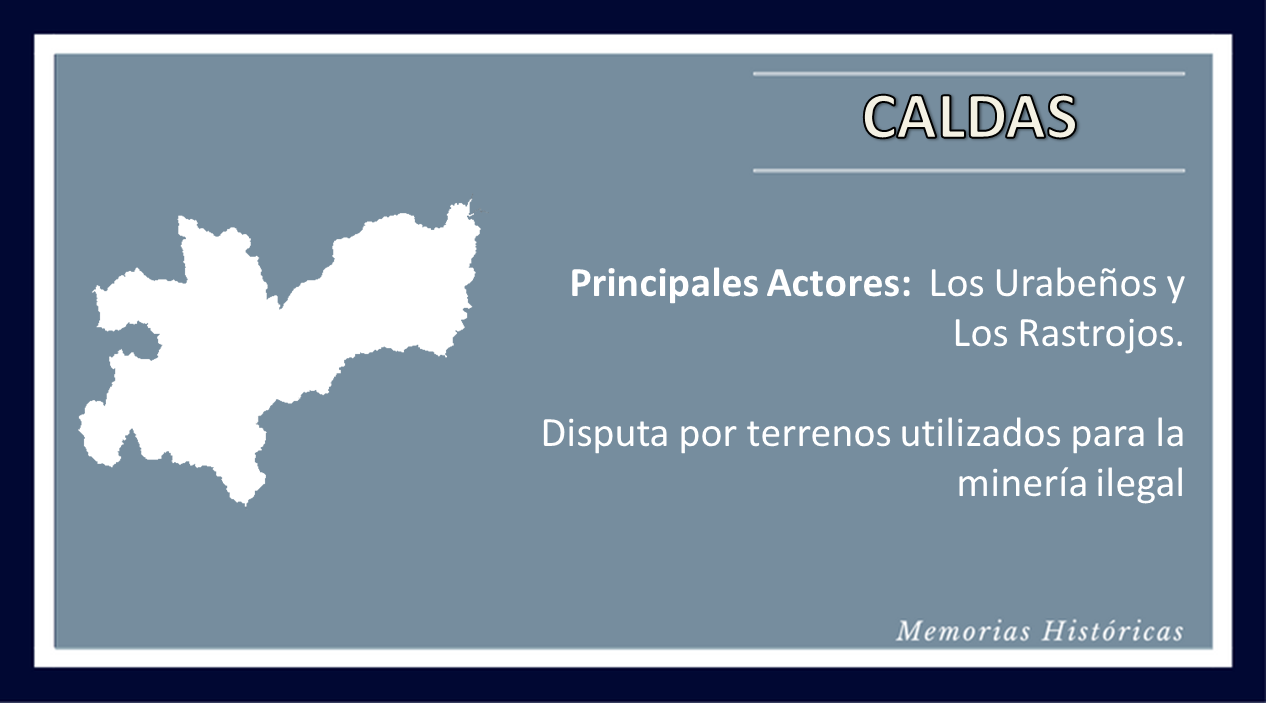 CALDAS
Principales Actores: Los Urabeños y
Los Rastrojos.
Disputa por terrenos utilizados para la
minería ilegal
Memorias Históricas